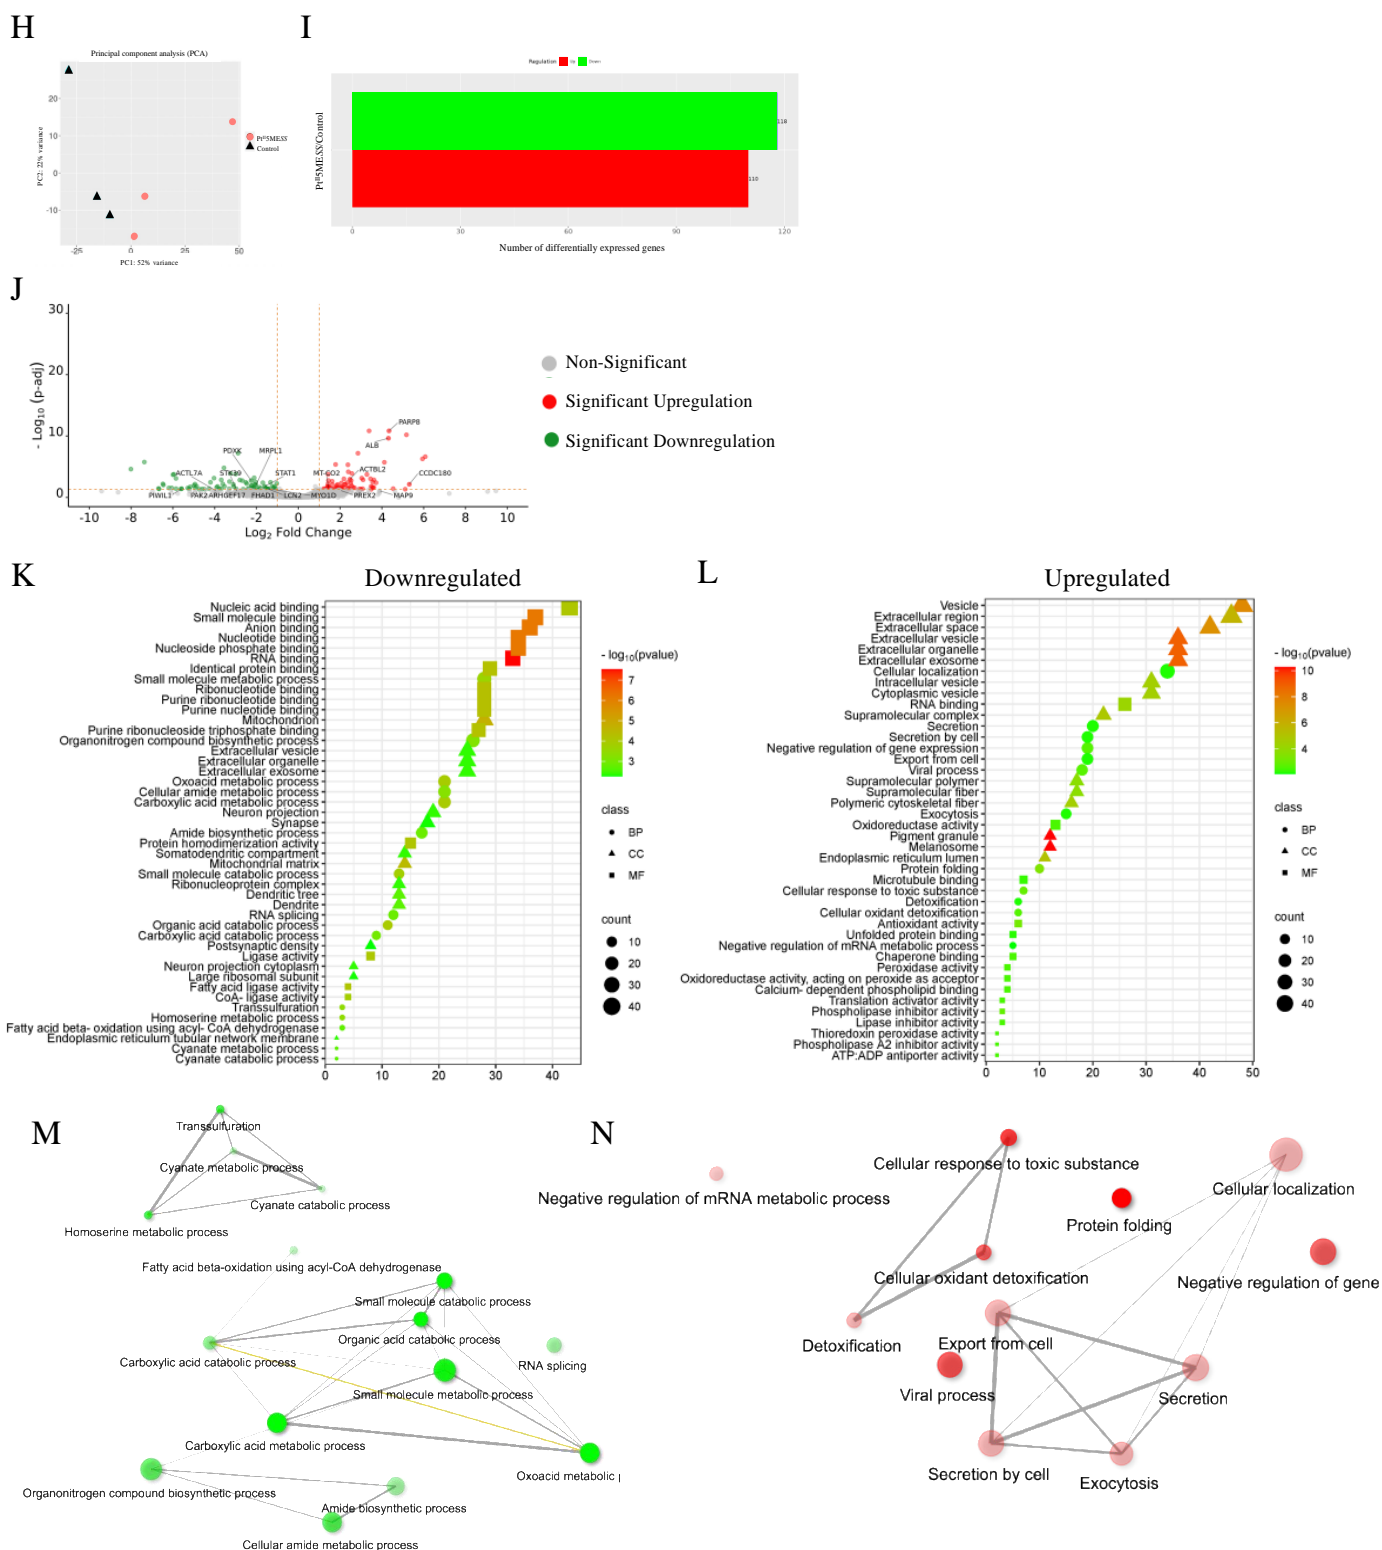 H
I
Principal component analysis (PCA)
20
10
0
-10
-25
0
25
50
PC2: 22% variance
PC1: 52% variance
PtᴵᴵI5MESS
Control
Regulation Up Down
118
110
PtᴵᴵI5MESS/Control
0
30
60
90
120
Number of differentially expressed genes
J
30
20
10
0
- Log₁₀ (p-adj)
PARP8
ALB
PDXK
MRPL1
ACTL7A
STK39
STAT1
MT-CO2
ACTBL2
CCDC180
PIWIL1
PAK2
ARHGEF17
FHAD1
LCN2
MYO1D
PREX2
MAP9
-10
-8
-6
-4
-2
0
2
4
6
8
10
Log₂ Fold Change
Non-Significant
Significant Upregulation
Significant Downregulation
K
Downregulated
Nucleic acid binding
Small molecule binding
Anion binding
Nucleotide binding
Nucleoside phosphate binding
RNA binding
Identical protein binding
Small molecule metabolic process
Ribonucleotide binding
Purine ribonucleotide binding
Purine nucleotide binding
Mitochondrion
Purine ribonucleoside triphosphate binding
Organonitrogen compound biosynthetic process
Extracellular vesicle
Extracellular organelle
Extracellular exosome
Oxoacid metabolic process
Cellular amide metabolic process
Carboxylic acid metabolic process
Neuron projection
Synapse
Amide biosynthetic process
Protein homodimerization activity
Somatodendritic compartment
Mitochondrial matrix
Small molecule catabolic process
Ribonucleoprotein complex
Dendritic tree
Dendrite
RNA splicing
Organic acid catabolic process
Carboxylic acid catabolic process
Postsynaptic density
Ligase activity
Neuron projection cytoplasm
Large ribosomal subunit
Fatty acid ligase activity
CoA- ligase activity
Transsulfuration
Homoserine metabolic process
Fatty acid beta- oxidation using acyl- CoA dehydrogenase
Endoplasmic reticulum tubular network membrane
Cyanate metabolic process
Cyanate catabolic process
0
10
20
30
40
- log₁₀(pvalue)
7
6
5
4
3
class
BP
CC
MF
count
10
20
30
40
L
Upregulated
Vesicle
Extracellular region
Extracellular space
Extracellular vesicle
Extracellular organelle
Extracellular exosome
Cellular localization
Intracellular vesicle
Cytoplasmic vesicle
RNA binding
Supramolecular complex
Secretion
Secretion by cell
Negative regulation of gene expression
Export from cell
Viral process
Supramolecular polymer
Supramolecular fiber
Polymeric cytoskeletal fiber
Exocytosis
Oxidoreductase activity
Pigment granule
Melanosome
Endoplasmic reticulum lumen
Protein folding
Microtubule binding
Cellular response to toxic substance
Detoxification
Cellular oxidant detoxification
Antioxidant activity
Unfolded protein binding
Negative regulation of mRNA metabolic process
Chaperone binding
Peroxidase activity
Oxidoreductase activity, acting on peroxide as acceptor
Calcium- dependent phospholipid binding
Translation activator activity
Phospholipase inhibitor activity
Lipase inhibitor activity
Thioredoxin peroxidase activity
Phospholipase A2 inhibitor activity
ATP:ADP antiporter activity
0
10
20
30
40
50
- log₁₀(pvalue)
10
8
6
4
class
BP
CC
MF
count
10
20
30
40
M
Transsulfuration
Cyanate metabolic process
Cyanate catabolic process
Homoserine metabolic process
Fatty acid beta-oxidation using acyl-CoA dehydrogenase
Small molecule catabolic process
Organic acid catabolic process
Carboxylic acid catabolic process
RNA splicing
Small molecule metabolic process
Carboxylic acid metabolic process
Oxoacid metabolic p
Organonitrogen compound biosynthetic process
Amide biosynthetic process
Cellular amide metabolic process
N
Cellular response to toxic substance
Negative regulation of mRNA metabolic process
Cellular localization
Protein folding
Cellular oxidant detoxification
Negative regulation of gene
Detoxification
Export from cell
Viral process
Secretion
Secretion by cell
Exocytosis